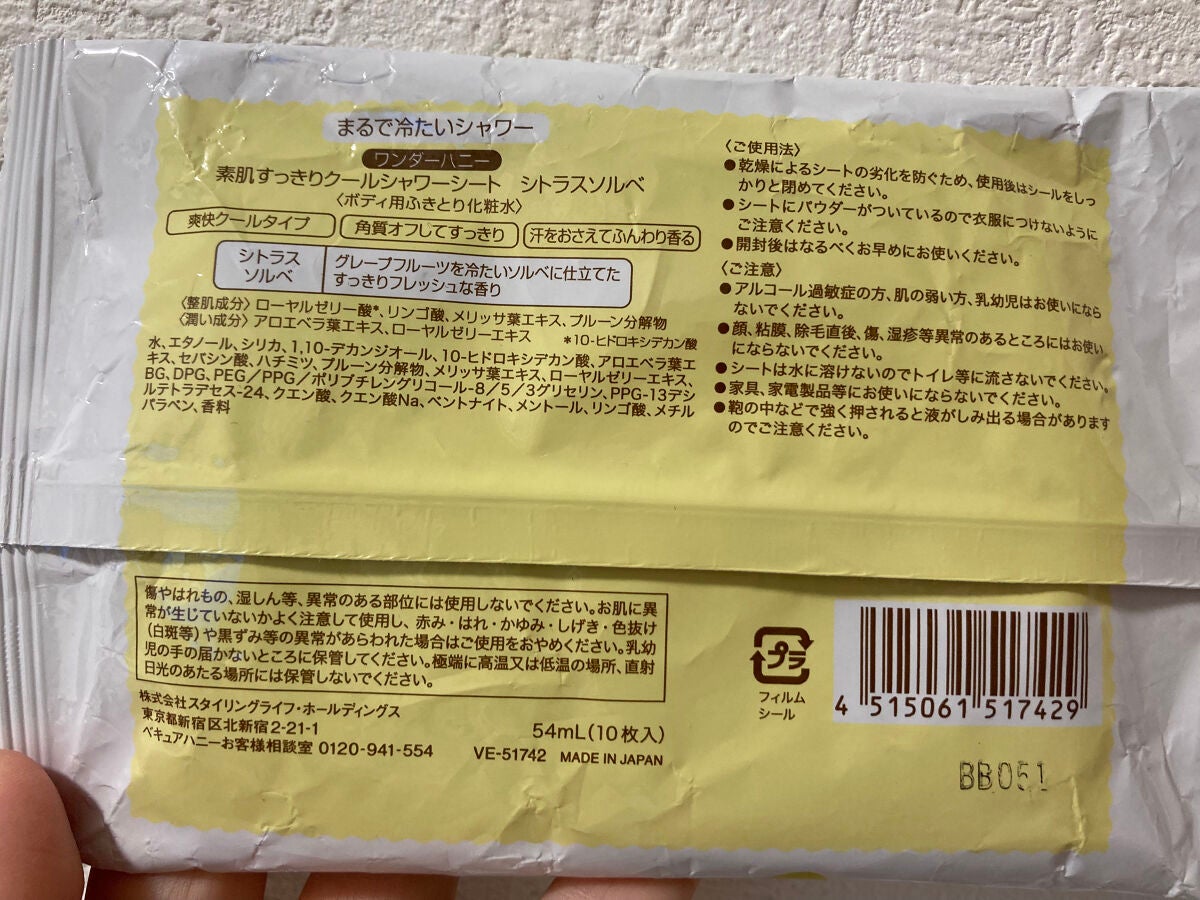 まるで冷たいシャワー
ワンダーハニー
素肌すっきりクールシャワーシート シトラスソルベ
〈ボディ用ふきとり化粧水〉
爽快クールタイプ 角質オフしてすっきり 汗をおさえてふんわり香る
シトラス
ソルベ
グレープフルーツを冷たいソルベに仕立てた
すっきりフレッシュな香り
〈整肌成分〉ローヤルゼリー酸*、リンゴ酸、メリッサ葉エキス、プルーン分解物
〈潤い成分〉アロエベラ葉エキス、ローヤルゼリーエキス *10-ヒドロキシデカン酸
水、エタノール、シリカ、1,10-デカンジオール、10-ヒドロキシデカン酸、アロエベラ葉エ
キス、セバシン酸、ハチミツ、プルーン分解物、メリッサ葉エキス、ローヤルゼリーエキス、
BG、DPG、PEG/PPG/ポリブチレングリコール-8/5/3グリセリン、PPG-13デシ
ルテトラデセス-24、クエン酸、クエン酸Na、ベントナイト、メントール、リンゴ酸、メチル
パラベン、香料
〈ご使用法〉
●乾燥によるシートの劣化を防ぐため、使用後はシールをしっ
かりと閉めてください。
●シートにパウダーがついているので衣服につけないように
ご注意ください。
●開封後はなるべくお早めにお使いください。
〈ご注意〉
●アルコール過敏症の方、肌の弱い方、乳幼児はお使いになら
ないでください。
●顔、粘膜、除毛直後、傷、湿疹等異常のあるところにはお使い
にならないでください。
●シートは水に溶けないのでトイレ等に流さないでください。
●家具、家電製品等にお使いにならないでください。
●鞄の中などで強く押されると液がしみ出る場合があります
のでご注意ください。
傷やはれもの、湿しん等、異常のある部位には使用しないでください。お肌に異
常が生じていないかよく注意して使用し、赤み・はれ・かゆみ・しげき・色抜け
(白斑等)や黒ずみ等の異常があらわれた場合はご使用をおやめください。乳幼
児の手の届かないところに保管してください。極端に高温又は低温の場所、直射
日光のあたる場所には保管しないでください。
株式会社スタイリングライフ・ホールディングス
東京都新宿区北新宿2-21-1
ベキュアハニーお客様相談室 0120-941-554
54mL(10枚入)
VE-51742 MADE IN JAPAN
プラ
フィルム
シール
4 515061 517429
BB051